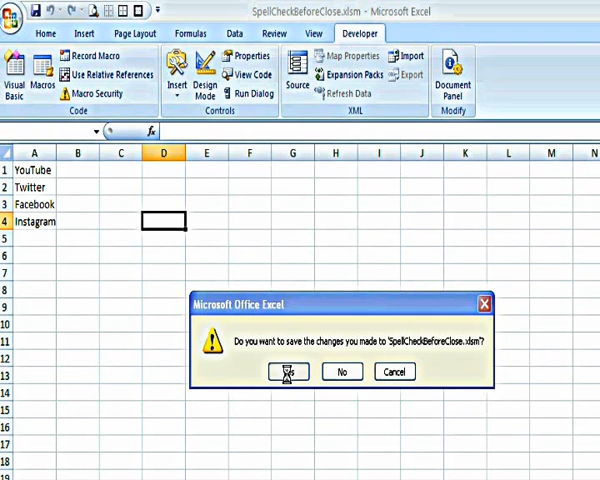 SpellCheckBeforeClose.xlsm - Microsoft Excel
Home Insert Page Layout Formulas Data Review View Developer
Visual Basic
Macros
Record Macro
Use Relative References
Macro Security
Code
Insert
Design Mode
Properties
View Code
Run Dialog
Controls
Source
Map Properties
Expansion Packs
Refresh Data
Import
Export
XML
Document Panel
Modify
fx
A B C D E F G H I J K L M N
1 YouTube
2 Twitter
3 Facebook
4 Instagram
5
6
7
8
9
10
11
12
13
14
15
16
17
18
19
Microsoft Office Excel
Do you want to save the changes you made to 'SpellCheckBeforeClose.xlsm'?
No Cancel